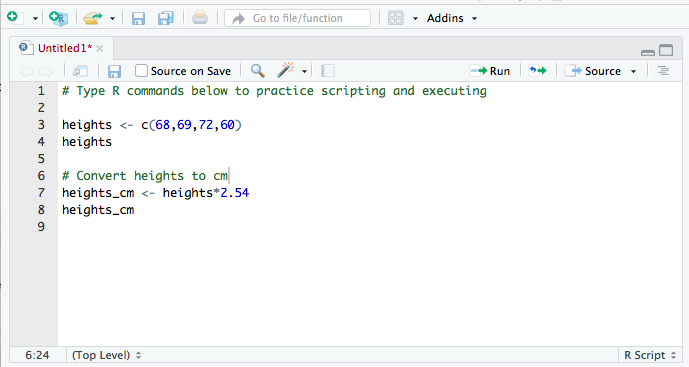 Go to file/function
Addins
Untitled1*
Source on Save
Run
Source
1 # Type R commands below to practice scripting and executing
2
3 heights <- c(68,69,72,60)
4 heights
5
6 # Convert heights to cm
7 heights_cm <- heights*2.54
8 heights_cm
9
6:24 (Top Level) R Script